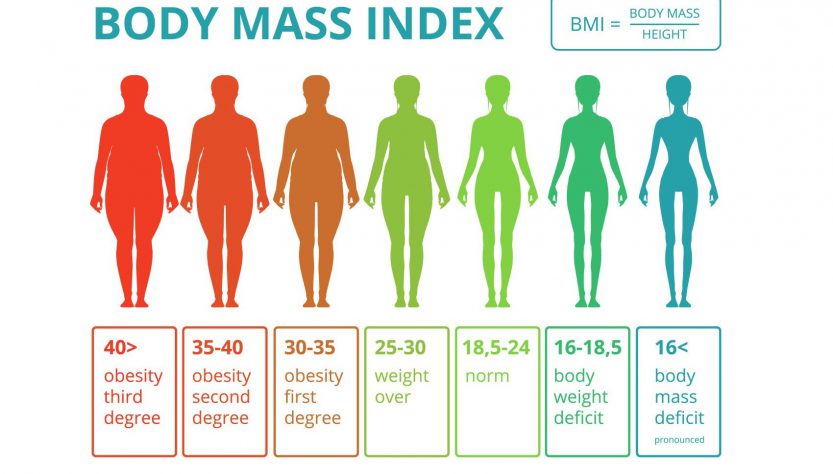 BODY MASS INDEX
BMI = BODY MASS
HEIGHT
40>
obesity
third
degree
35-40
obesity
second
degree
30-35
obesity
first
degree
25-30
weight
over
18,5-24
norm
16-18,5
body
weight
deficit
16<
body
mass
deficit
pronounced